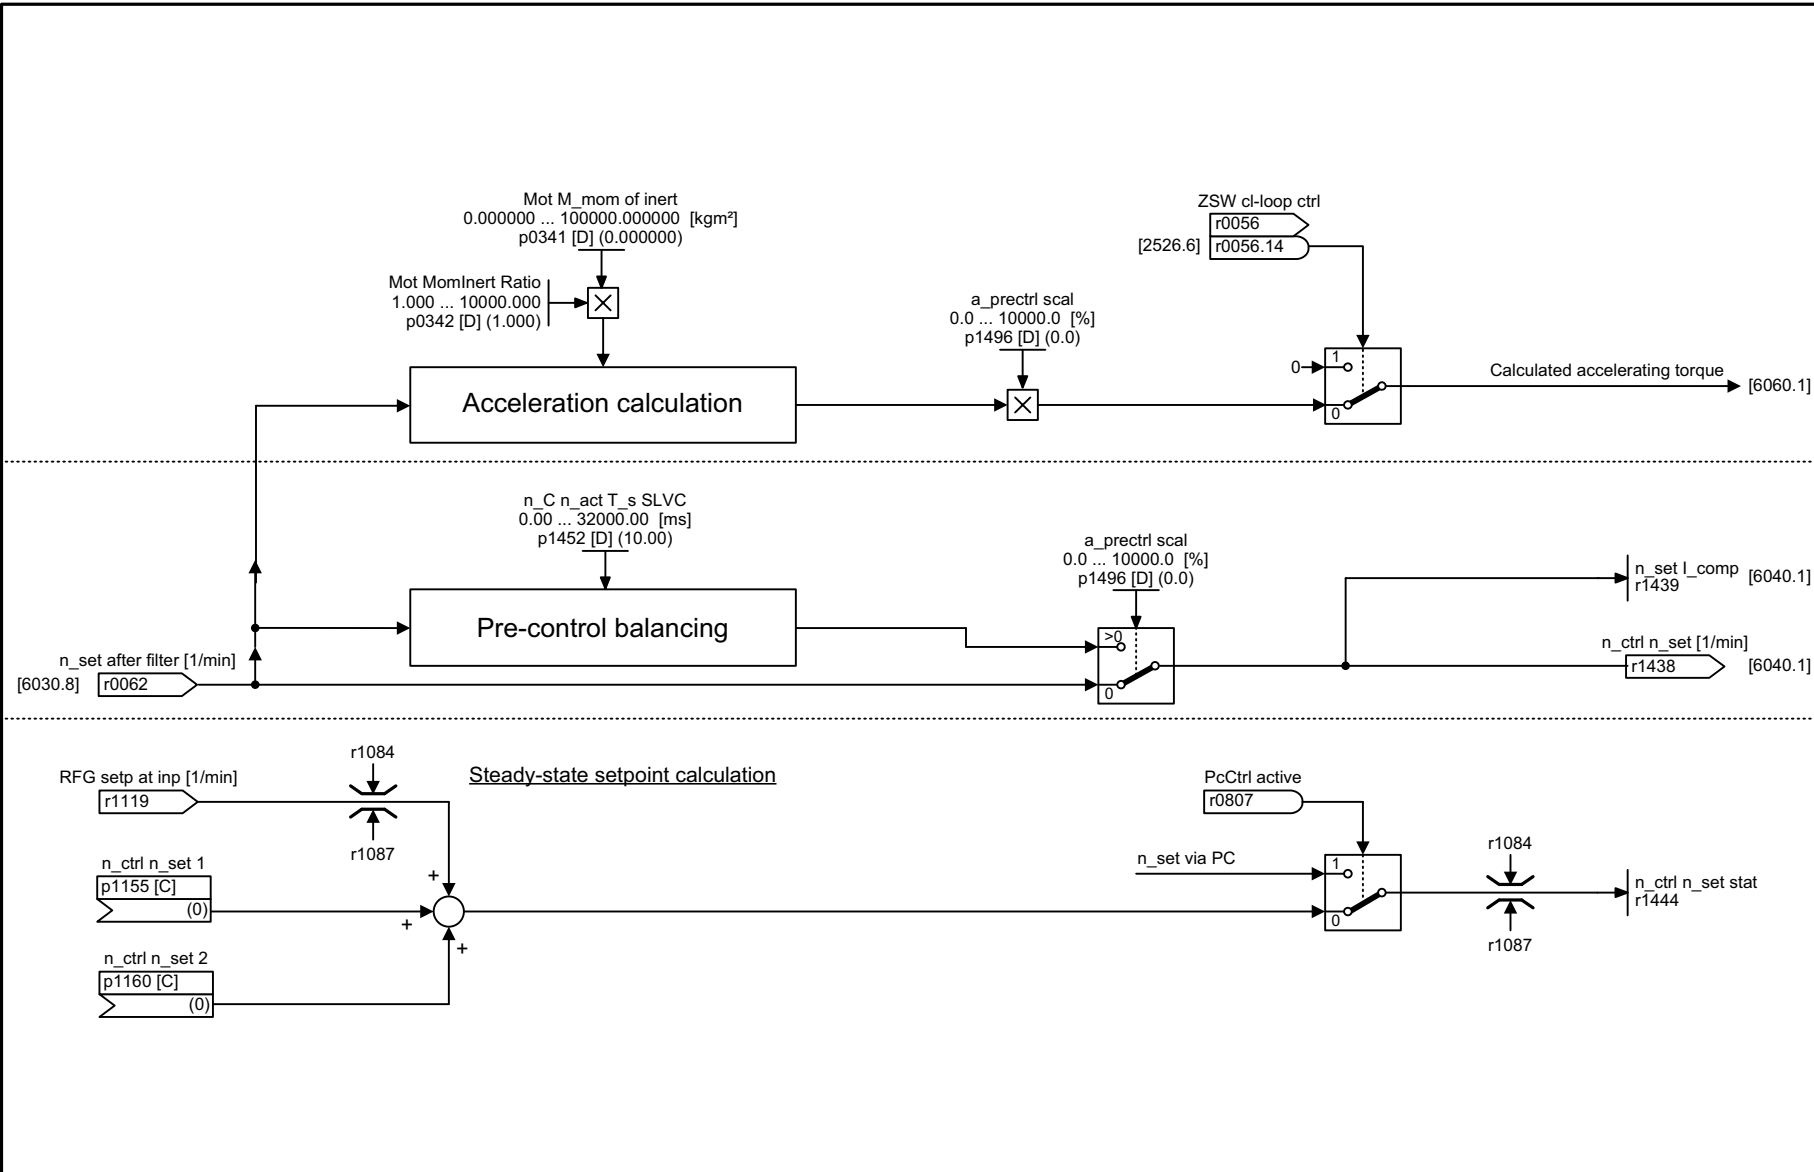 Mot M_mom of inert
0.000000 ... 100000.000000 [kgm²]
p0341 [D] (0.000000)
Mot MomInert Ratio
1.000 ... 10000.000
p0342 [D] (1.000)
ZSW cl-loop ctrl
r0056
[2526.6] r0056.14
a_prectrl scal
0.0 ... 10000.0 [%]
p1496 [D] (0.0)
Acceleration calculation
0
1
0
Calculated accelerating torque
[6060.1]
n_C n_act T_s SLVC
0.00 ... 32000.00 [ms]
p1452 [D] (10.00)
Pre-control balancing
a_prectrl scal
0.0 ... 10000.0 [%]
p1496 [D] (0.0)
>0
0
n_set I_comp
r1439
[6040.1]
n_ctrl n_set [1/min]
r1438
[6040.1]
n_set after filter [1/min]
[6030.8] r0062
Steady-state setpoint calculation
RFG setp at inp [1/min]
r1119
r1084
r1087
n_ctrl n_set 1
p1155 [C]
(0)
n_ctrl n_set 2
p1160 [C]
(0)
+
+
+
PcCtrl active
r0807
n_set via PC
1
0
r1084
r1087
n_ctrl n_set stat
r1444